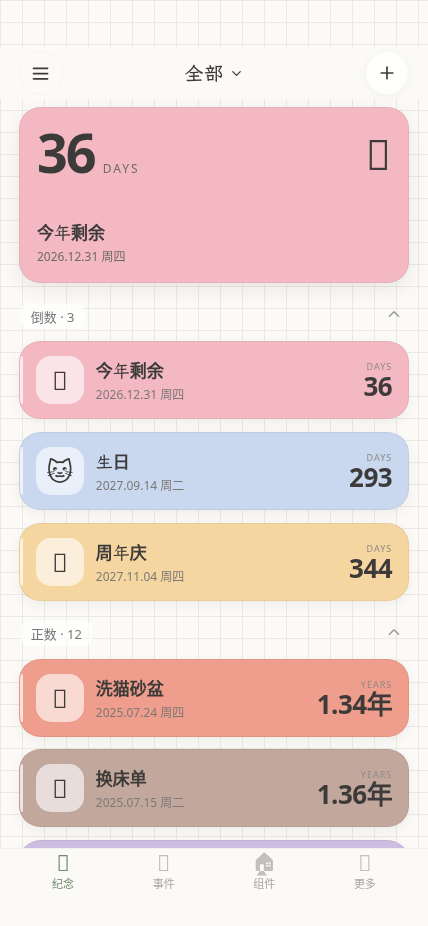 全部
36 DAYS
今年剩余
2026.12.31 周四
倒数 · 3
今年剩余
2026.12.31 周四
DAYS
36
生日
2027.09.14 周二
DAYS
293
周年庆
2027.11.04 周四
DAYS
344
正数 · 12
洗猫砂盆
2025.07.24 周四
YEARS
1.34年
换床单
2025.07.15 周二
YEARS
1.36年
纪念 事件 组件 更多